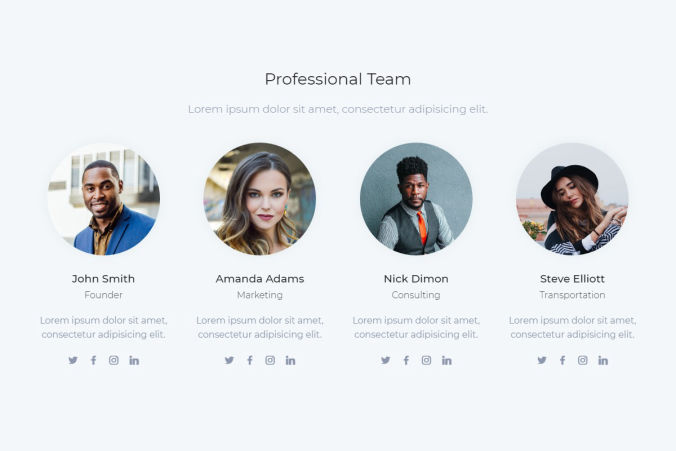 Professional Team
Lorem ipsum dolor sit amet, consectetur adipisicing elit.
John Smith
Founder
Lorem ipsum dolor sit amet,
consectetur adipisicing elit.
Amanda Adams
Marketing
Lorem ipsum dolor sit amet,
consectetur adipisicing elit.
Nick Dimon
Consulting
Lorem ipsum dolor sit amet,
consectetur adipisicing elit.
Steve Elliott
Transportation
Lorem ipsum dolor sit amet,
consectetur adipisicing elit.